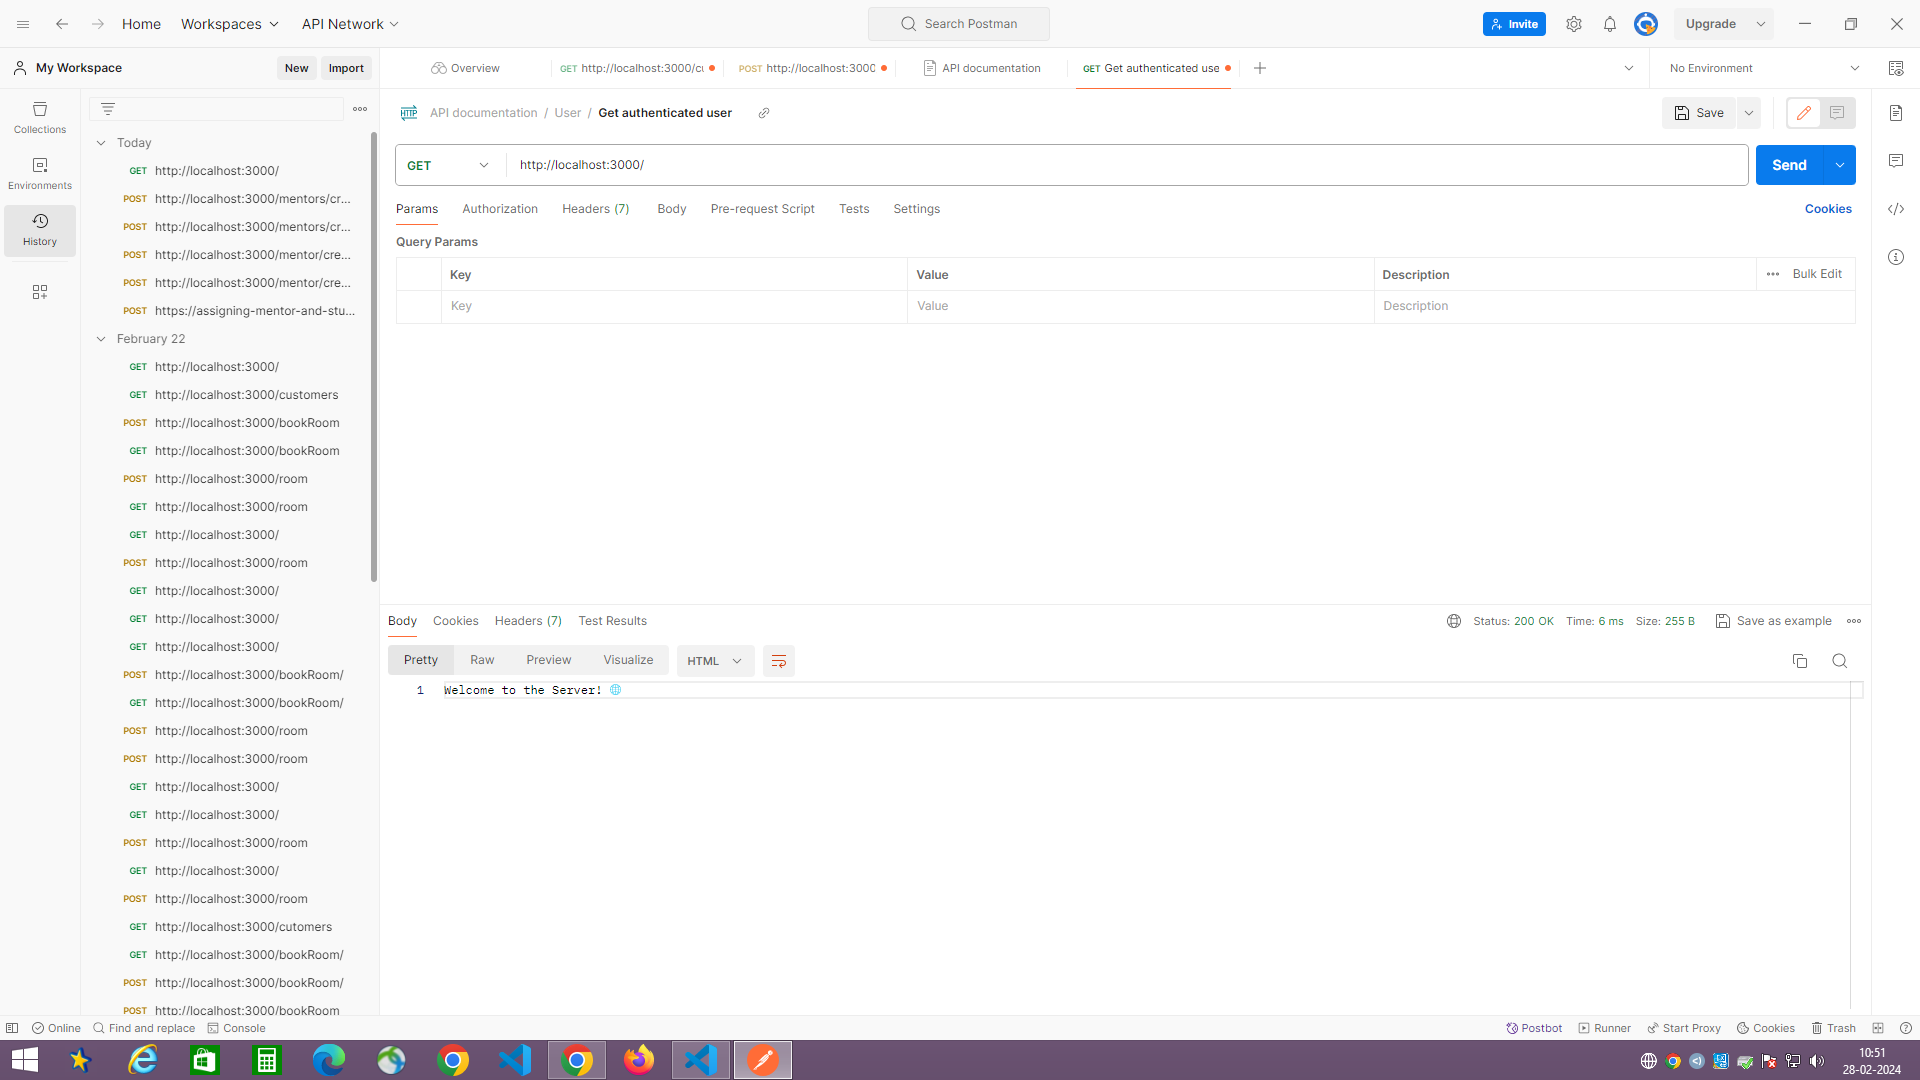 Home Workspaces API Network Search Postman Invite Upgrade
My Workspace New Import Overview GET http://localhost:3000/cu POST http://localhost:3000 API documentation GET Get authenticated use No Environment
Collections
Environments
History
Today
GET http://localhost:3000/
POST http://localhost:3000/mentors/cr...
POST http://localhost:3000/mentors/cr...
POST http://localhost:3000/mentor/cre...
POST http://localhost:3000/mentor/cre...
POST https://assigning-mentor-and-stu...
February 22
GET http://localhost:3000/
GET http://localhost:3000/customers
POST http://localhost:3000/bookRoom
GET http://localhost:3000/bookRoom
POST http://localhost:3000/room
GET http://localhost:3000/room
GET http://localhost:3000/
POST http://localhost:3000/room
GET http://localhost:3000/
GET http://localhost:3000/
GET http://localhost:3000/
POST http://localhost:3000/bookRoom/
GET http://localhost:3000/bookRoom/
POST http://localhost:3000/room
POST http://localhost:3000/room
GET http://localhost:3000/
GET http://localhost:3000/
POST http://localhost:3000/room
GET http://localhost:3000/
POST http://localhost:3000/room
GET http://localhost:3000/cutomers
GET http://localhost:3000/bookRoom/
POST http://localhost:3000/bookRoom/
POST http://localhost:3000/bookRoom
HTTP API documentation / User / Get authenticated user Save
GET http://localhost:3000/ Send
Params Authorization Headers (7) Body Pre-request Script Tests Settings Cookies
Query Params
Key Value Description Bulk Edit
Key Value Description
Body Cookies Headers (7) Test Results Status: 200 OK Time: 6 ms Size: 255 B Save as example
Pretty Raw Preview Visualize HTML
1 Welcome to the Server! 🌐
Online Find and replace Console Postbot Runner Start Proxy Cookies Trash
10:51
28-02-2024